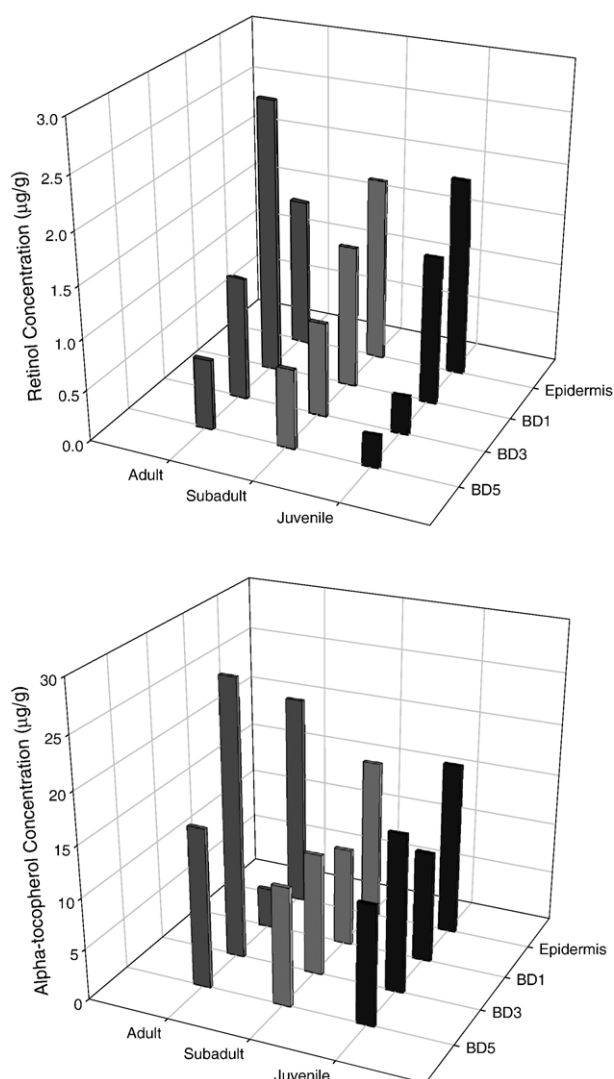 Retinol Concentration (µg/g)
3.0
2.5
2.0
1.5
1.0
0.5
0.0
Adult
Subadult
Juvenile
Epidermis
BD1
BD3
BD5
Alpha-tocopherol Concentration (µg/g)
30
25
20
15
10
5
0
Adult
Subadult
Juvenile
Epidermis
BD1
BD3
BD5